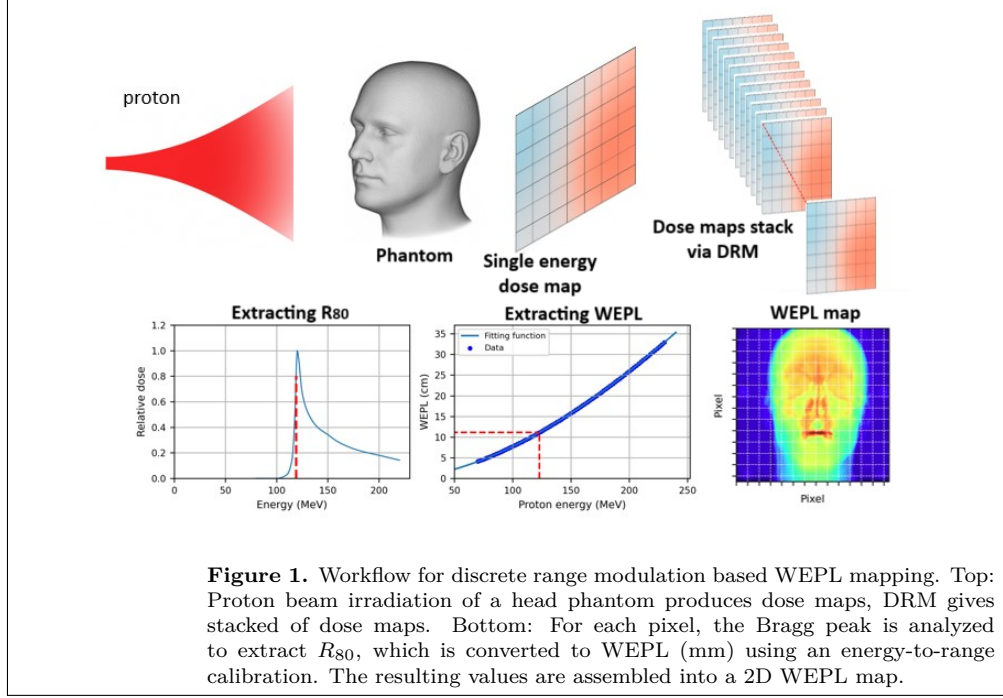 proton
Phantom
Single energy
dose map
Dose maps stack
via DRM
Extracting R80
1.2
1.0
0.8
0.6
0.4
0.2
0.0
Relative dose
0
50
100
150
200
Energy (MeV)
Extracting WEPL
Fitting function
Data
35
30
25
20
15
10
5
0
WEPL (cm)
50
100
150
200
250
Proton energy (MeV)
WEPL map
Pixel
Pixel
Figure 1. Workflow for discrete range modulation based WEPL mapping. Top:
Proton beam irradiation of a head phantom produces dose maps, DRM gives
stacked of dose maps. Bottom: For each pixel, the Bragg peak is analyzed
to extract R80, which is converted to WEPL (mm) using an energy-to-range
calibration. The resulting values are assembled into a 2D WEPL map.